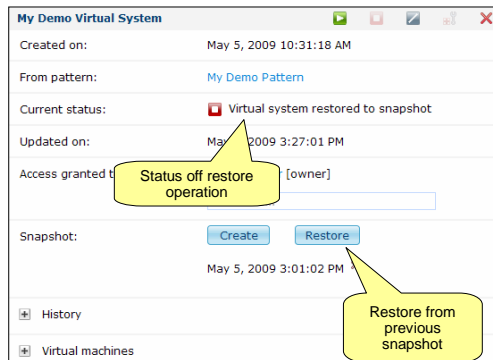 My Demo Virtual System
Created on: May 5, 2009 10:31:18 AM
From pattern: My Demo Pattern
Current status: Virtual system restored to snapshot
Updated on: 2009 3:27:01 PM
Access granted [owner]
Status off restore
operation
Snapshot: Create Restore
May 5, 2009 3:01:02 PM
Restore from
previous
snapshot
History
Virtual machines